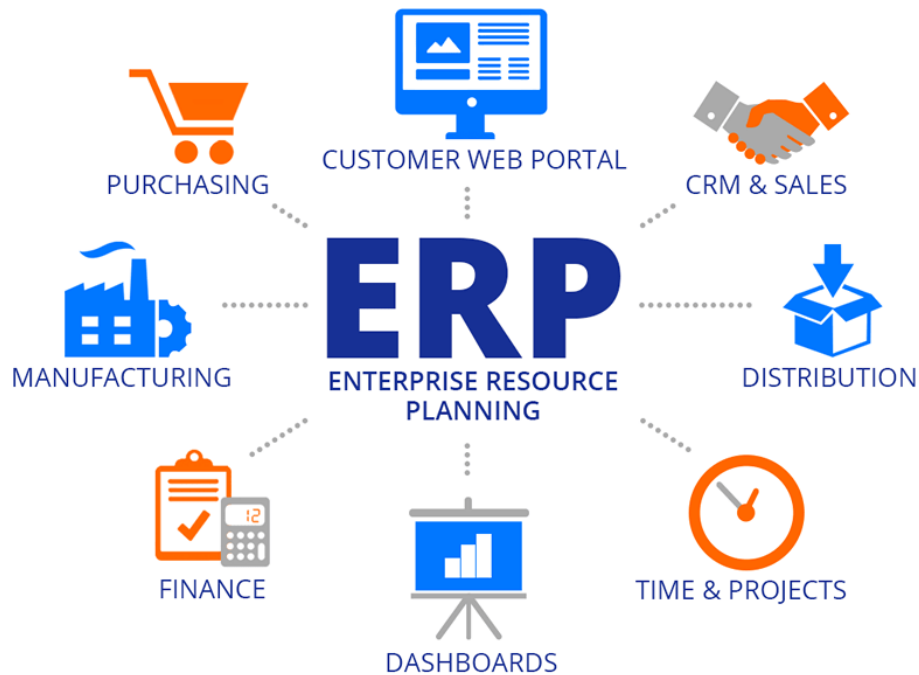 CUSTOMER WEB PORTAL
PURCHASING
CRM & SALES
ERP
ENTERPRISE RESOURCE
PLANNING
MANUFACTURING
DISTRIBUTION
12
FINANCE
TIME & PROJECTS
DASHBOARDS